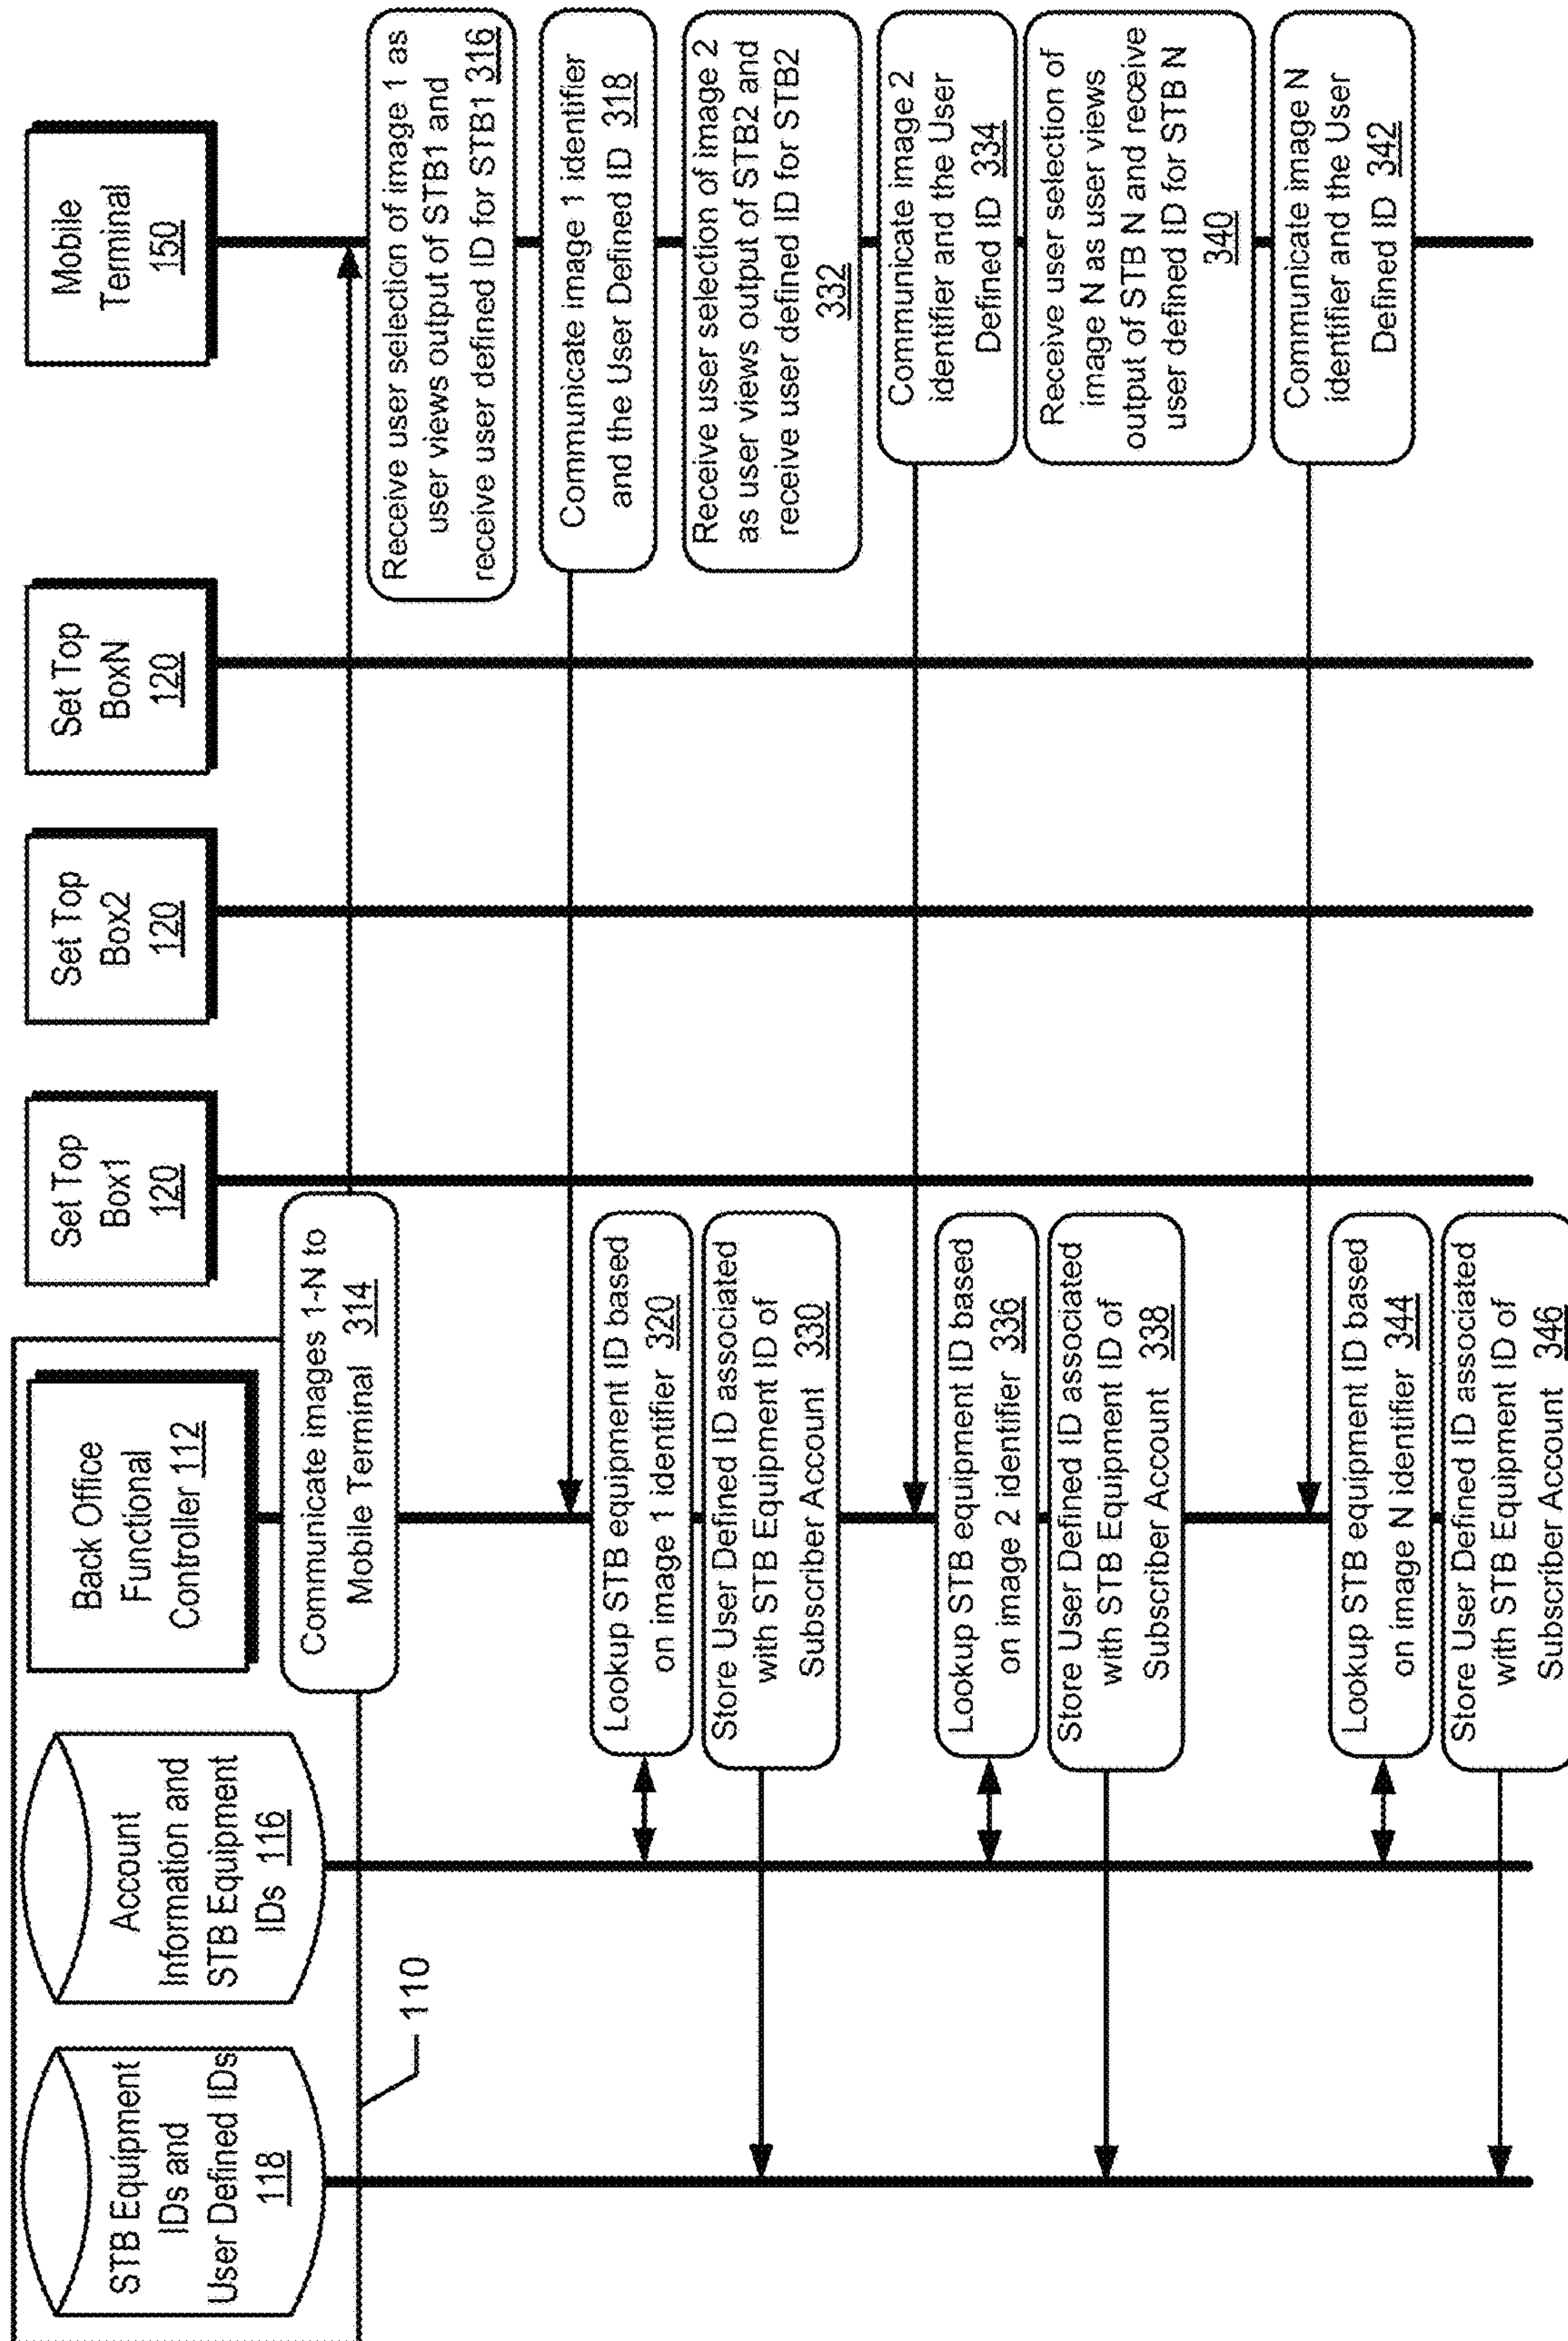 STB Equipment
IDs and
User Defined IDs
118
Account
Information and
STB Equipment
IDs 116
Back Office
Functional
Controller 112
Set Top
Box1
120
Set Top
Box2
120
Set Top
BoxN
120
Mobile
Terminal
150
110
Communicate images 1-N to
Mobile Terminal 314
Receive user selection of image 1 as
user views output of STB1 and
receive user defined ID for STB1 316
Communicate image 1 identifier
and the User Defined ID 318
Lookup STB equipment ID based
on image 1 identifier 320
Store User Defined ID associated
with STB Equipment ID of
Subscriber Account 330
Receive user selection of image 2
as user views output of STB2 and
receive user defined ID for STB2
332
Communicate image 2
identifier and the User
Defined ID 334
Lookup STB equipment ID based
on image 2 identifier 336
Store User Defined ID associated
with STB Equipment ID of
Subscriber Account 338
Receive user selection of
image N as user views
output of STB N and receive
user defined ID for STB N
340
Communicate image N
identifier and the User
Defined ID 342
Lookup STB equipment ID based
on image N identifier 344
Store User Defined ID associated
with STB Equipment ID of
Subscriber Account 346